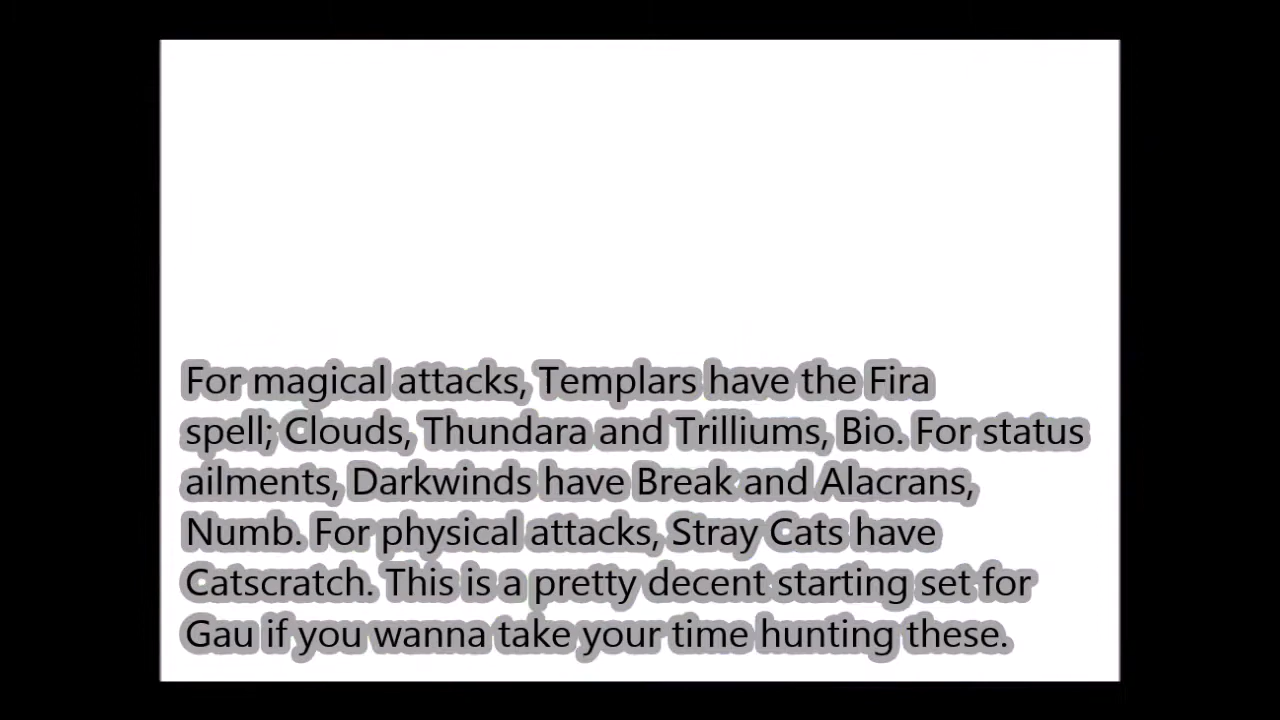 For magical attacks, Templars have the Fira
spell; Clouds, Thundara and Trilliums, Bio. For status
ailments, Darkwinds have Break and Alacrans,
Numb. For physical attacks, Stray Cats have
Catscratch. This is a pretty decent starting set for
Gau if you wanna take your time hunting these.